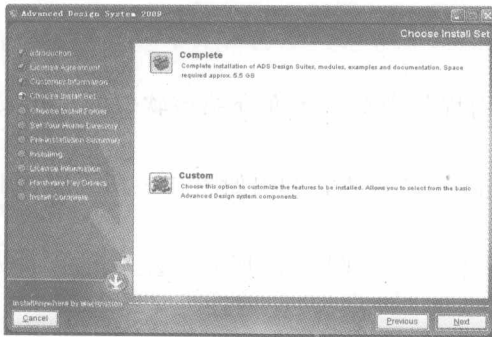 Advanced Design System 2009
Choose Install Set
Introduction
License Agreement
Customer Information
Choose Install Set
Choose Install Folder
Set Your Home Directory
Pre-Installation Summary
Installing
License Information
Hardware Key Drivers
Install Complete
Complete
Complete installation of ADS Design Suites, modules, examples and documentation. Space
required approx. 5.5 GB
Custom
Choose this option to customize the features to be installed. Allows you to select from the basic
Advanced Design system components.
InstallAnywhere by Macrovision
Cancel
Previous
Next